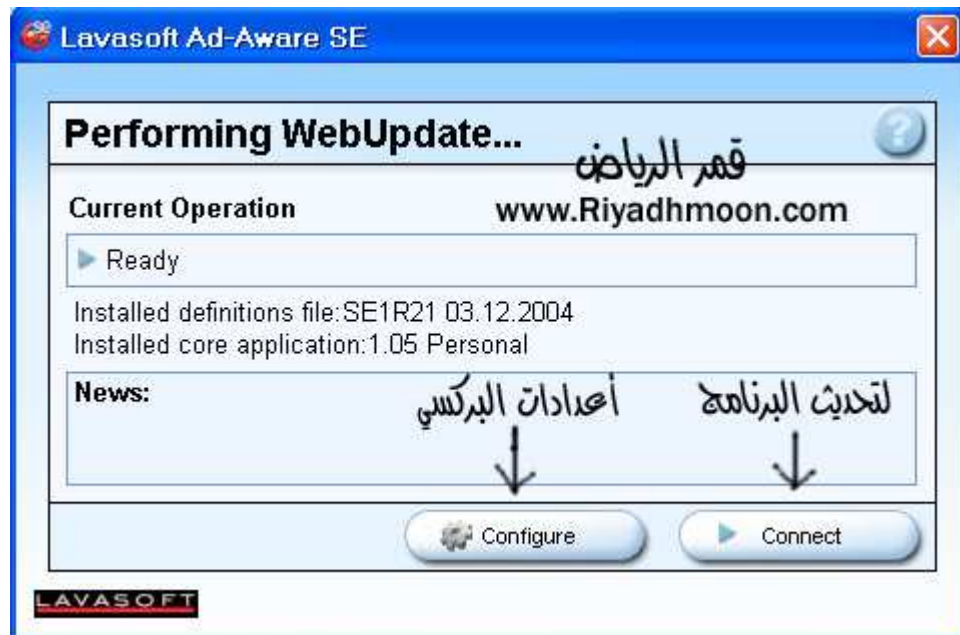 Lavasoft Ad-Aware SE
Performing WebUpdate...
قمر الرياض
www.Riyadhmoon.com
Current Operation
Ready
Installed definitions file:SE1R21 03.12.2004
Installed core application:1.05 Personal
News:
لتحديث البرنامج
أعدادات البركسي
Configure
Connect
LAVASOFT